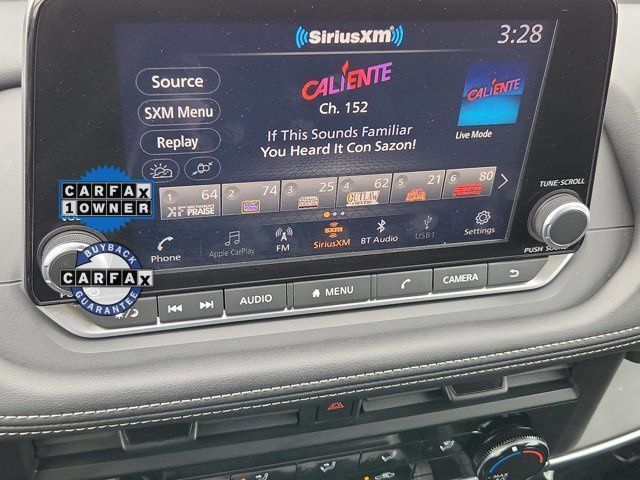 SiriusXM
3:28
Source
SXM Menu
Replay
CALIENTE
Ch. 152
If This Sounds Familiar
You Heard It Con Sazon!
CALIENTE
Live Mode
1 64
2 74
3 25
4 62
5 21
6 80
PRAISE
Phone
Apple CarPlay
FM
sxm
SiriusXM
BT Audio
USB1
Settings
TUNE·SCROLL
PUSH
CARFAX
1 OWNER
BUYBACK
CARFAX
GUARANTEE
AUDIO
MENU
CAMERA
MAX
A/C